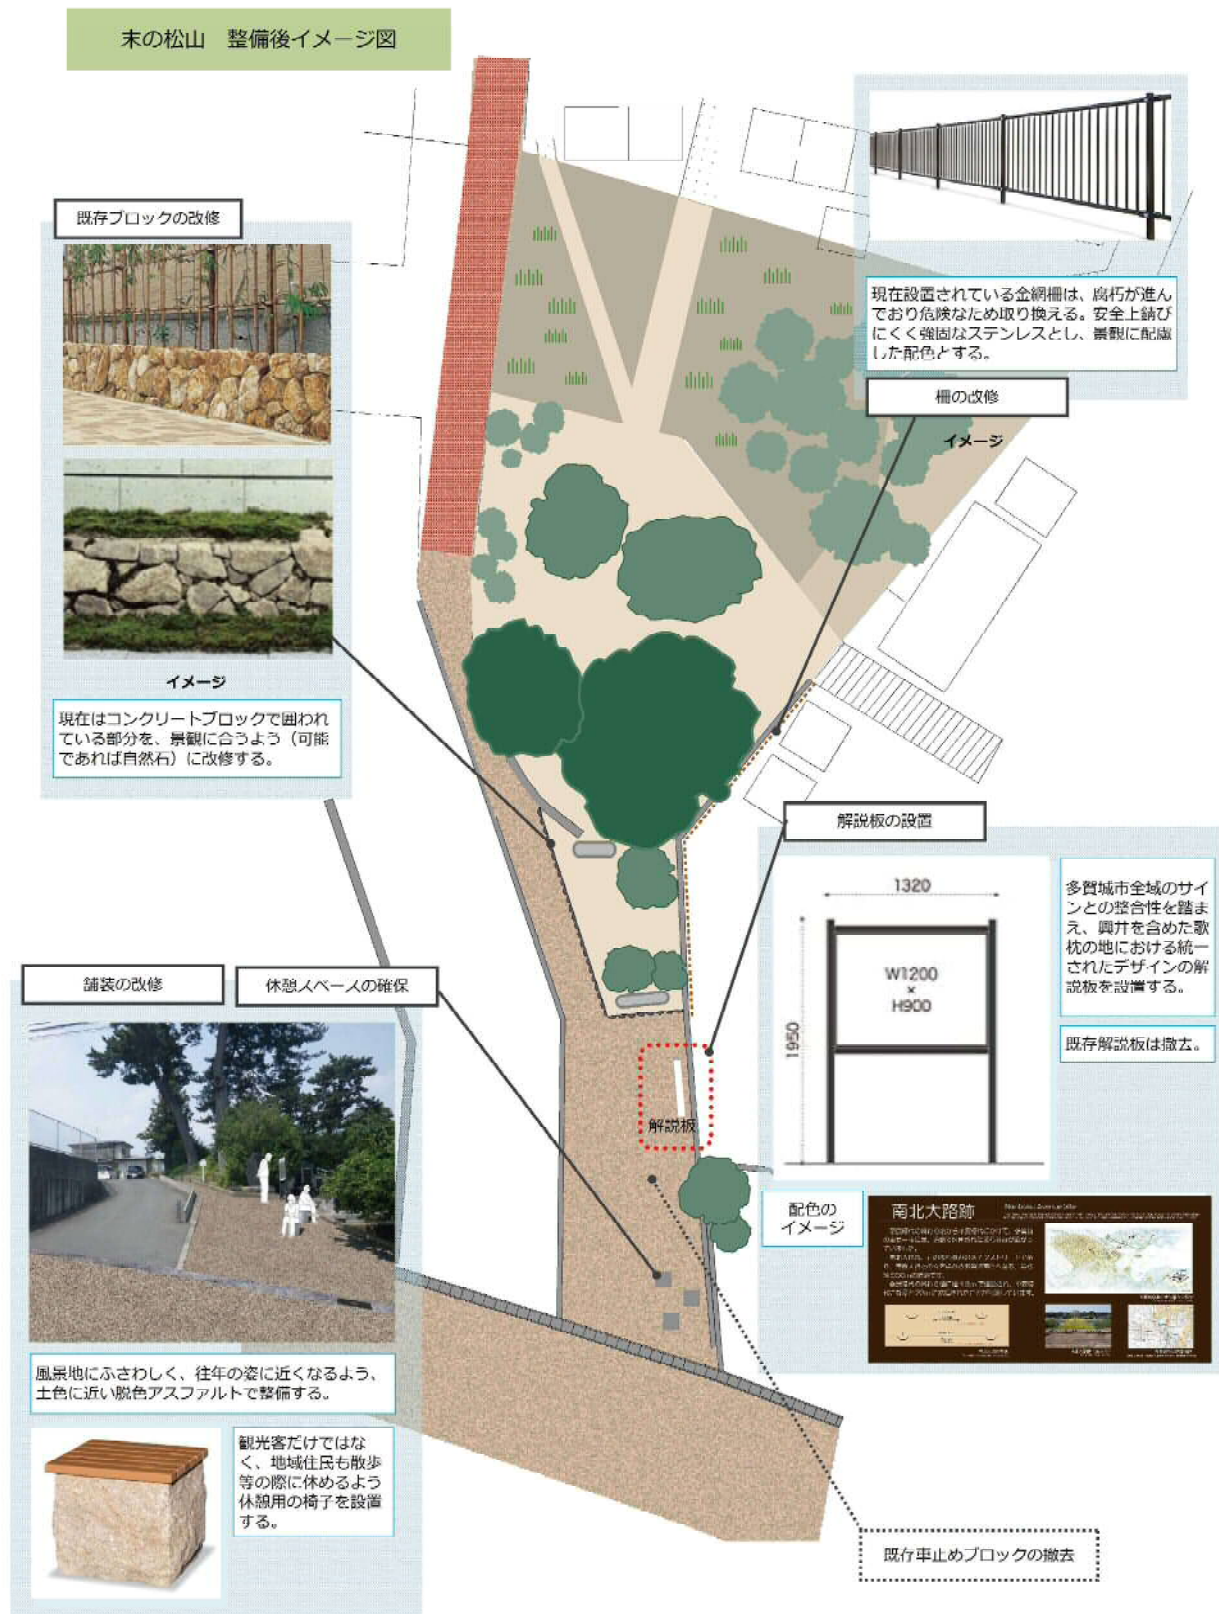 末の松山　整備後イメージ図
既存ブロックの改修
イメージ
現在はコンクリートブロックで囲われ
ている部分を、景観に合うよう（可能
であれば自然石）に改修する。
現在設置されている金網柵は、腐朽が進ん
でおり危険なため取り換える。安全上錆び
にくく強固なステンレスとし、景観に配慮
した配色とする。
柵の改修
イメージ
解説板の設置
1320
W1200
×
H900
1950
多賀城市全域のサイ
ンとの整合性を踏ま
え、興井を含めた歌
枕の地における統一
されたデザインの解
説板を設置する。
既存解説板は撤去。
配色の
イメージ
南北大路跡
解説板
舗装の改修
休憩スペースの確保
風景地にふさわしく、往年の姿に近くなるよう、
土色に近い脱色アスファルトで整備する。
観光客だけではな
く、地域住民も散歩
等の際に休めるよう
休憩用の椅子を設置
する。
既存車止めブロックの撤去